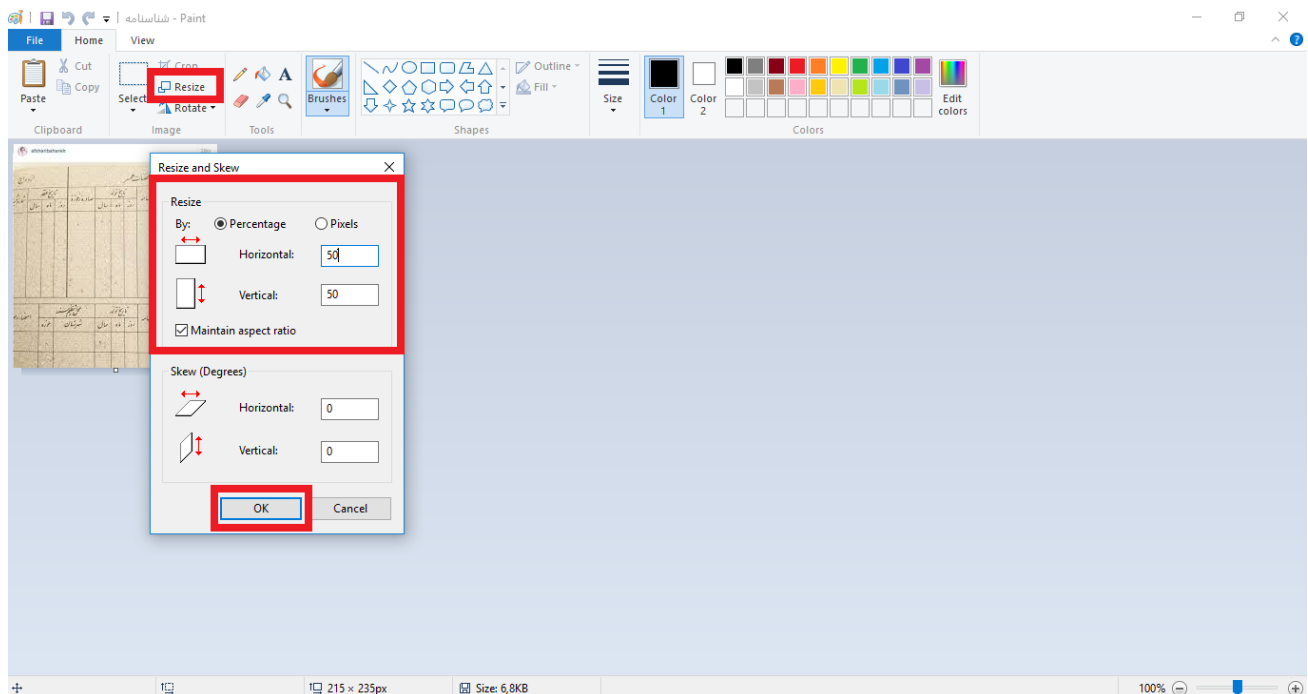 شناسنامه - Paint
File Home View
Paste
Cut
Copy
Clipboard
Select
Crop
Resize
Rotate
Image
Tools
Brushes
Outline
Fill
Shapes
Size
Color 1
Color 2
Edit colors
Colors
Resize and Skew
Resize
By: Percentage Pixels
Horizontal: 50
Vertical: 50
Maintain aspect ratio
Skew (Degrees)
Horizontal: 0
Vertical: 0
OK Cancel
215 × 235px Size: 6,8KB 100%